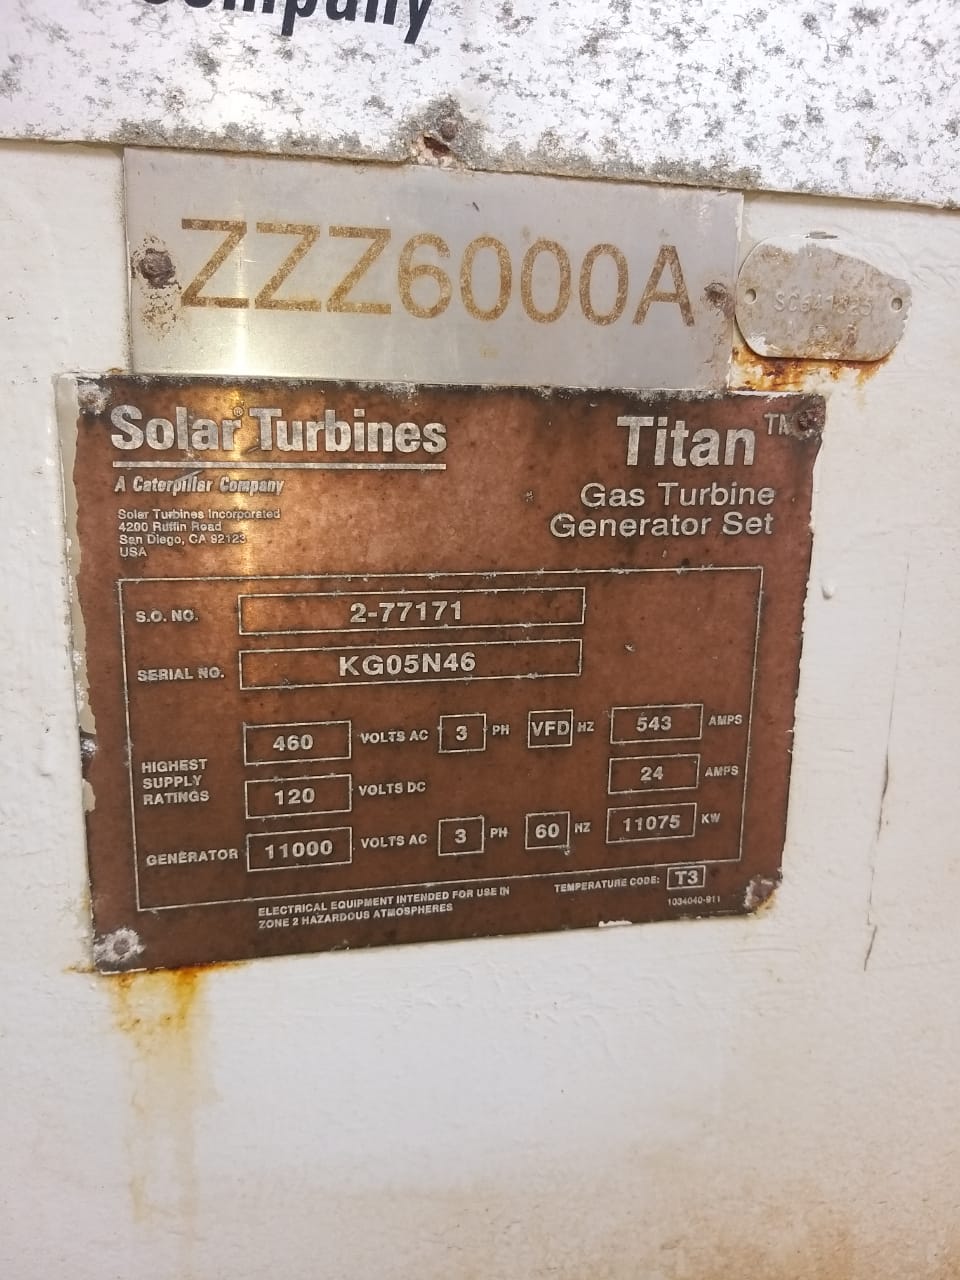 Company
ZZZ6000A
Solar® Turbines
A Caterpillar Company
Solar Turbines Incorporated
4200 Ruffin Road
San Diego, CA 92123
USA
Titan™
Gas Turbine
Generator Set
S.O. NO. 2-77171
SERIAL NO. KG05N46
HIGHEST
SUPPLY
RATINGS
460 VOLTS AC 3 PH VFD HZ 543 AMPS
120 VOLTS DC 24 AMPS
GENERATOR 11000 VOLTS AC 3 PH 60 HZ 11075 KW
ELECTRICAL EQUIPMENT INTENDED FOR USE IN
ZONE 2 HAZARDOUS ATMOSPHERES
TEMPERATURE CODE: T3
1034040-911